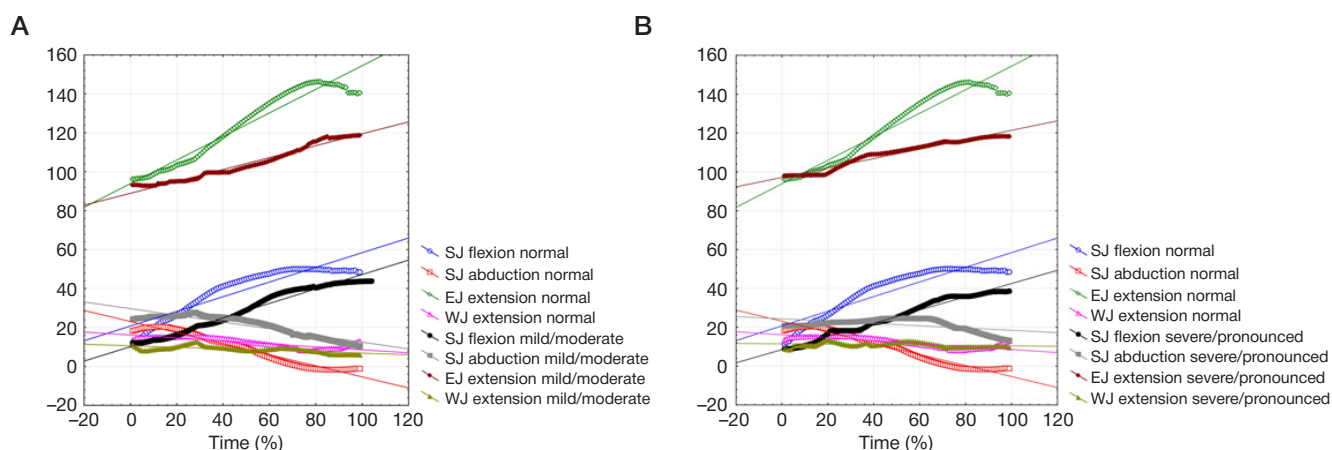 A
160
140
120
100
80
60
40
20
0
−20
−20 0 20 40 60 80 100 120
Time (%)
SJ flexion normal
SJ abduction normal
EJ extension normal
WJ extension normal
SJ flexion mild/moderate
SJ abduction mild/moderate
EJ extension mild/moderate
WJ extension mild/moderate
B
160
140
120
100
80
60
40
20
0
−20
−20 0 20 40 60 80 100 120
Time (%)
SJ flexion normal
SJ abduction normal
EJ extension normal
WJ extension normal
SJ flexion severe/pronounced
SJ abduction severe/pronounced
EJ extension severe/pronounced
WJ extension severe/pronounced